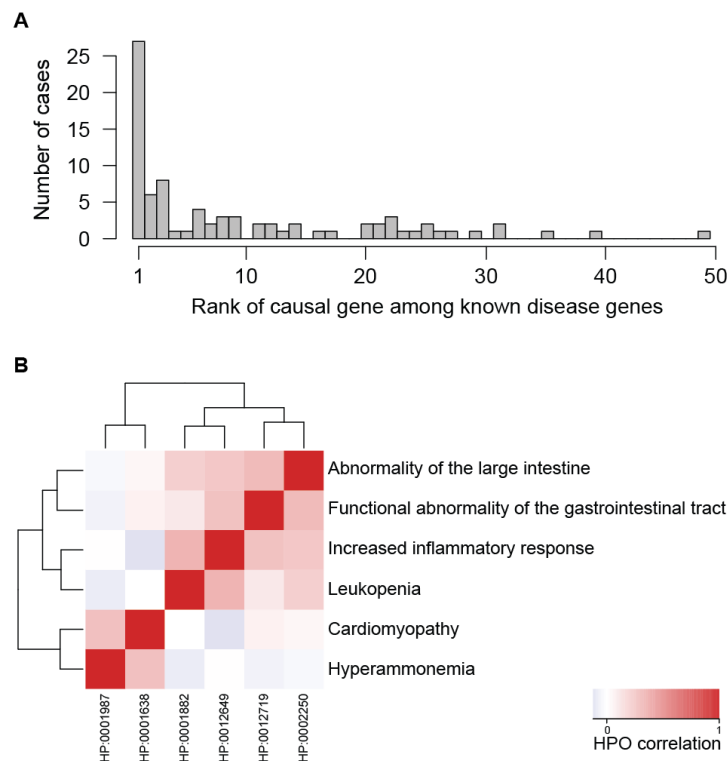 A
Number of cases
25
20
15
10
5
0
1
10
20
30
40
50
Rank of causal gene among known disease genes
B
Abnormality of the large intestine
Functional abnormality of the gastrointestinal tract
Increased inflammatory response
Leukopenia
Cardiomyopathy
Hyperammonemia
HP:0001987
HP:0001638
HP:0001882
HP:0012649
HP:0012719
HP:0002250
0
1
HPO correlation